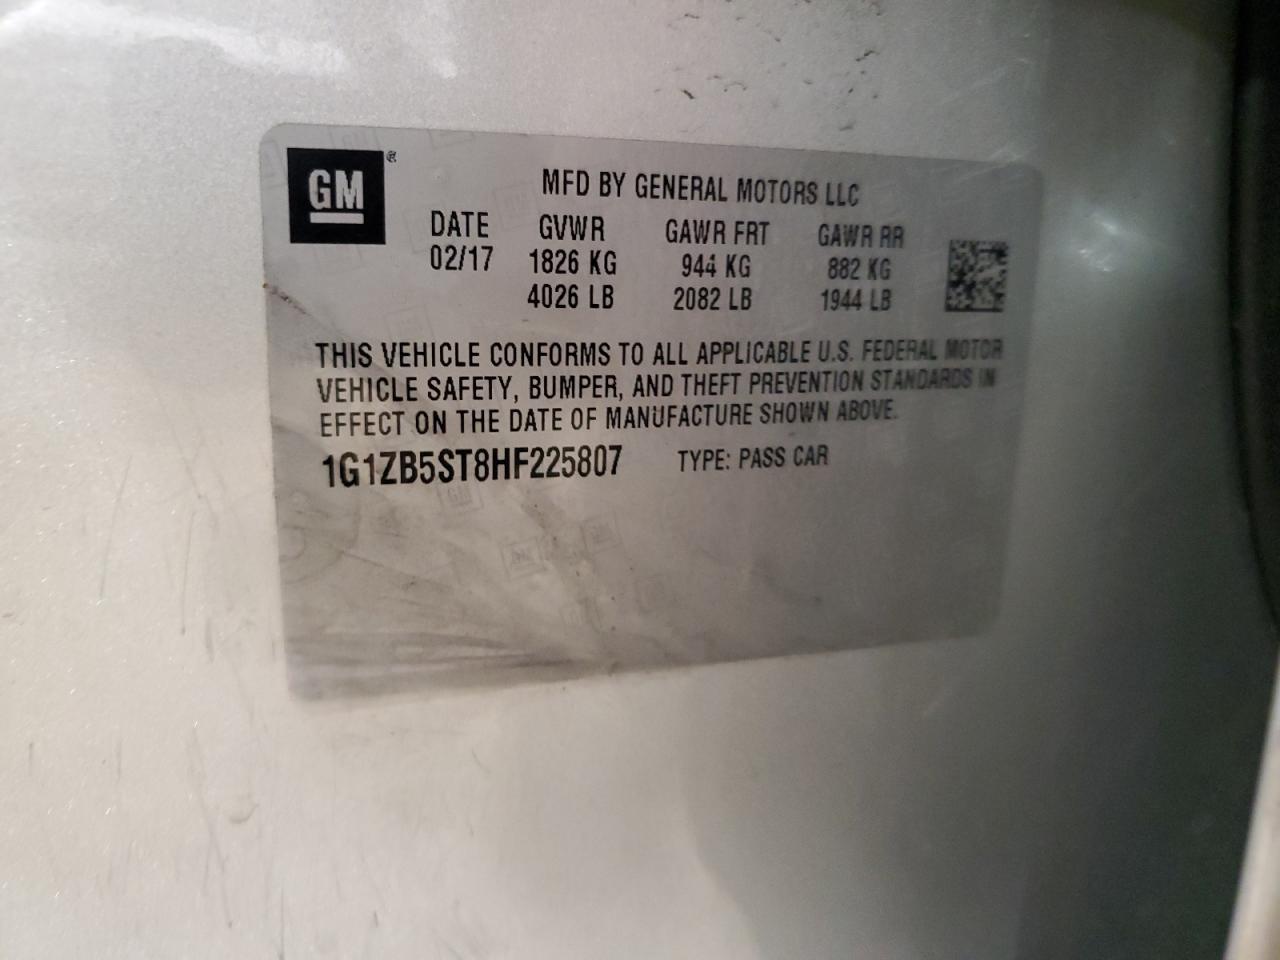 GM ®
MFD BY GENERAL MOTORS LLC
DATE GVWR GAWR FRT GAWR RR
02/17 1826 KG 944 KG 882 KG
4026 LB 2082 LB 1944 LB
THIS VEHICLE CONFORMS TO ALL APPLICABLE U.S. FEDERAL MOTOR
VEHICLE SAFETY, BUMPER, AND THEFT PREVENTION STANDARDS IN
EFFECT ON THE DATE OF MANUFACTURE SHOWN ABOVE.
1G1ZB5ST8HF225807 TYPE: PASS CAR